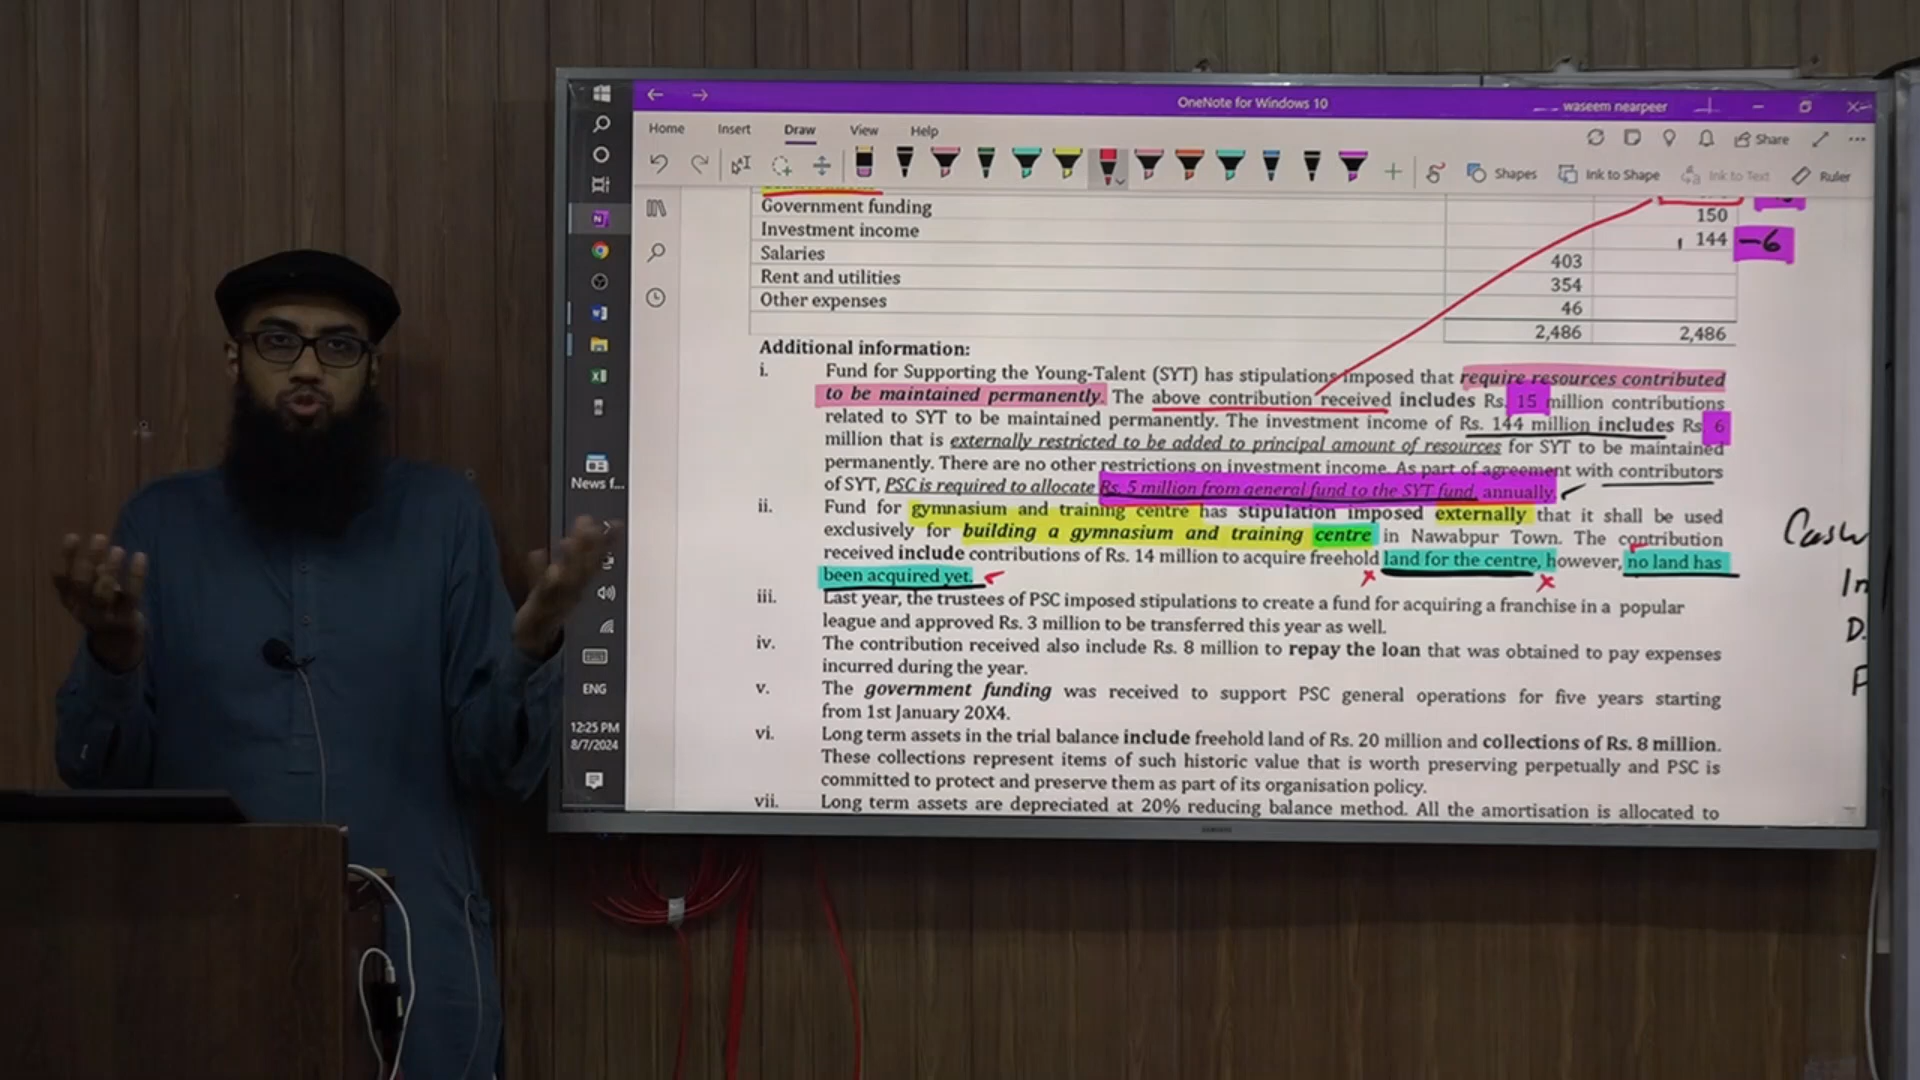 OneNote for Windows 10
waseem nearpeer
Home Insert Draw View Help
Share
Shapes Ink to Shape Ink to Text Ruler
Government funding 150
Investment income 144 -6
Salaries 403
Rent and utilities 354
Other expenses 46
2,486 2,486
Additional information:
i. Fund for Supporting the Young-Talent (SYT) has stipulations imposed that require resources contributed
to be maintained permanently. The above contribution received includes Rs. 15 million contributions
related to SYT to be maintained permanently. The investment income of Rs. 144 million includes Rs 6
million that is externally restricted to be added to principal amount of resources for SYT to be maintained
permanently. There are no other restrictions on investment income. As part of agreement with contributors
of SYT, PSC is required to allocate Rs. 5 million from general fund to the SYT fund annually.
ii. Fund for gymnasium and training centre has stipulation imposed externally that it shall be used
exclusively for building a gymnasium and training centre in Nawabpur Town. The contribution
received include contributions of Rs. 14 million to acquire freehold land for the centre, however, no land has
been acquired yet.
iii. Last year, the trustees of PSC imposed stipulations to create a fund for acquiring a franchise in a popular
league and approved Rs. 3 million to be transferred this year as well.
iv. The contribution received also include Rs. 8 million to repay the loan that was obtained to pay expenses
incurred during the year.
v. The government funding was received to support PSC general operations for five years starting
from 1st January 20X4.
vi. Long term assets in the trial balance include freehold land of Rs. 20 million and collections of Rs. 8 million.
These collections represent items of such historic value that is worth preserving perpetually and PSC is
committed to protect and preserve them as part of its organisation policy.
vii. Long term assets are depreciated at 20% reducing balance method. All the amortisation is allocated to
Cash
In
D.
News f...
ENG
12:25 PM
8/7/2024